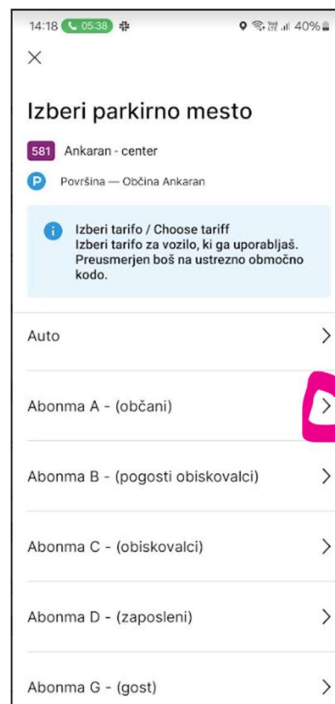 14:18 05:38 40%
Izberi parkirno mesto
581 Ankaran - center
P Površina — Občina Ankaran
Izberi tarifo / Choose tariff
Izberi tarifo za vozilo, ki ga uporabljaš.
Preusmerjen boš na ustrezno območno
kodo.
Auto
Abonma A - (občani)
Abonma B - (pogosti obiskovalci)
Abonma C - (obiskovalci)
Abonma D - (zaposleni)
Abonma G - (gost)